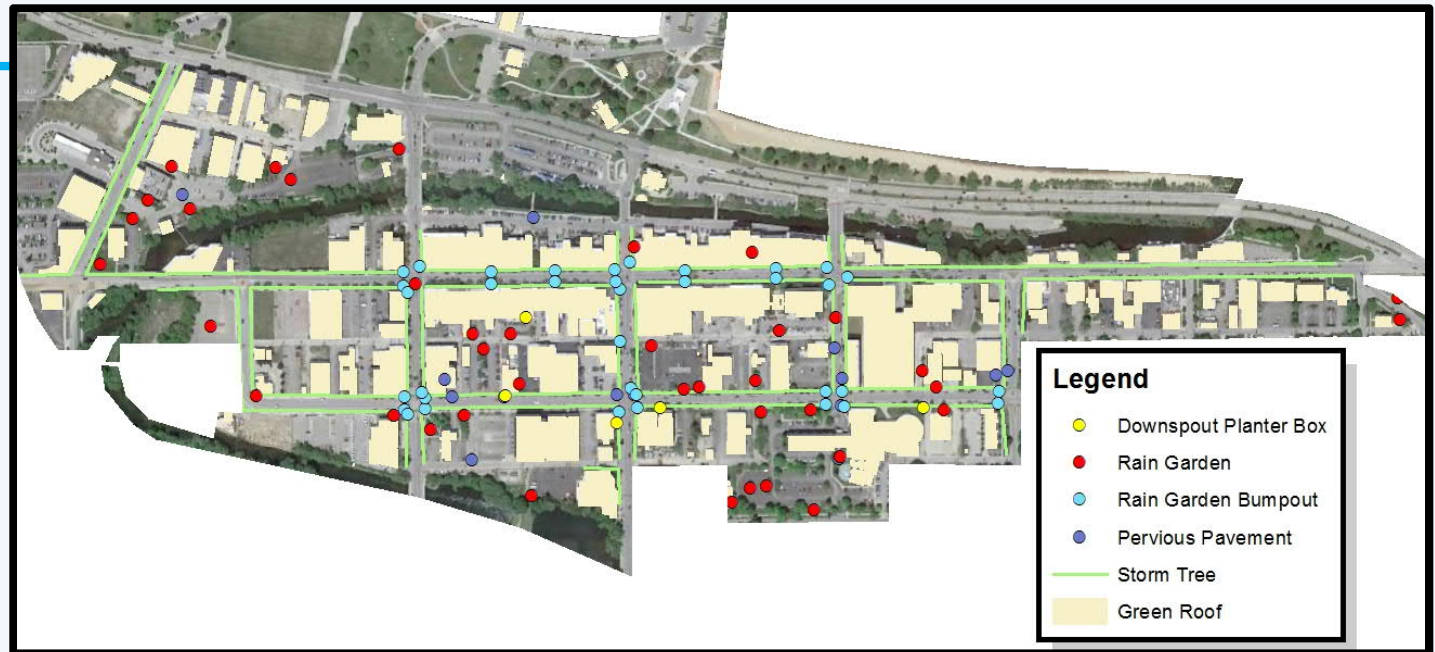 Legend
Downspout Planter Box
Rain Garden
Rain Garden Bumpout
Pervious Pavement
Storm Tree
Green Roof